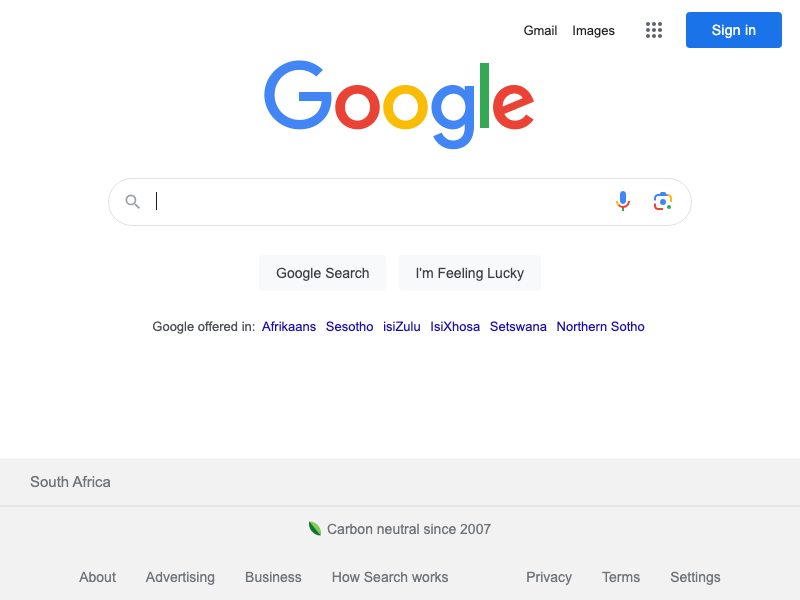 Gmail Images Sign in
Google
Google Search I'm Feeling Lucky
Google offered in: Afrikaans Sesotho isiZulu IsiXhosa Setswana Northern Sotho
South Africa
Carbon neutral since 2007
About Advertising Business How Search works Privacy Terms Settings